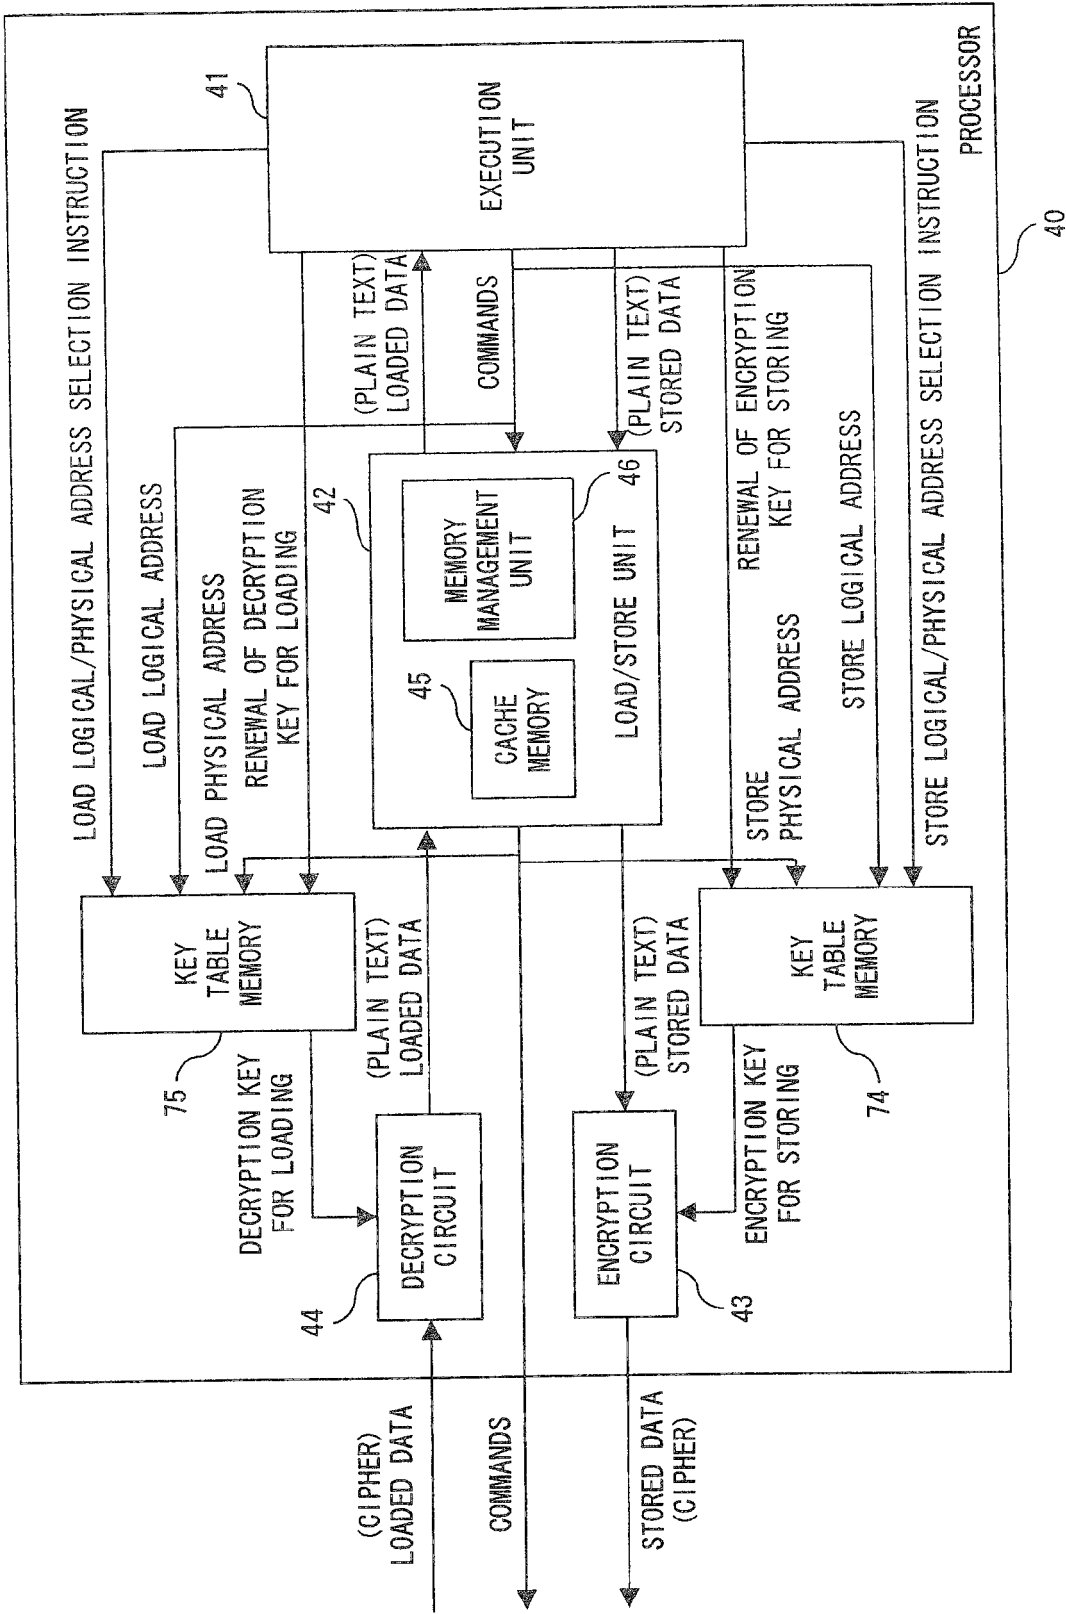 PROCESSOR
40
LOAD LOGICAL/PHYSICAL ADDRESS SELECTION INSTRUCTION
41
EXECUTION
UNIT
LOAD LOGICAL ADDRESS
LOAD PHYSICAL ADDRESS
RENEWAL OF DECRYPTION
KEY FOR LOADING
KEY
TABLE
MEMORY
75
DECRYPTION KEY
FOR LOADING
(PLAIN TEXT)
LOADED DATA
COMMANDS
(PLAIN TEXT)
STORED DATA
42
MEMORY
MANAGEMENT
UNIT
46
45
CACHE
MEMORY
LOAD/STORE UNIT
(PLAIN TEXT)
LOADED DATA
(PLAIN TEXT)
STORED DATA
DECRYPTION
CIRCUIT
44
ENCRYPTION
CIRCUIT
43
(CIPHER)
LOADED DATA
COMMANDS
STORED DATA
(CIPHER)
RENEWAL OF ENCRYPTION
KEY FOR STORING
STORE
PHYSICAL ADDRESS
STORE LOGICAL ADDRESS
STORE LOGICAL/PHYSICAL ADDRESS SELECTION INSTRUCTION
KEY
TABLE
MEMORY
74
ENCRYPTION KEY
FOR STORING